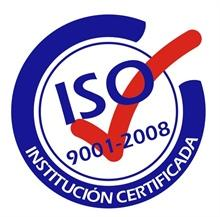 ISO
9001-2008
INSTITUCIÓN CERTIFICADA